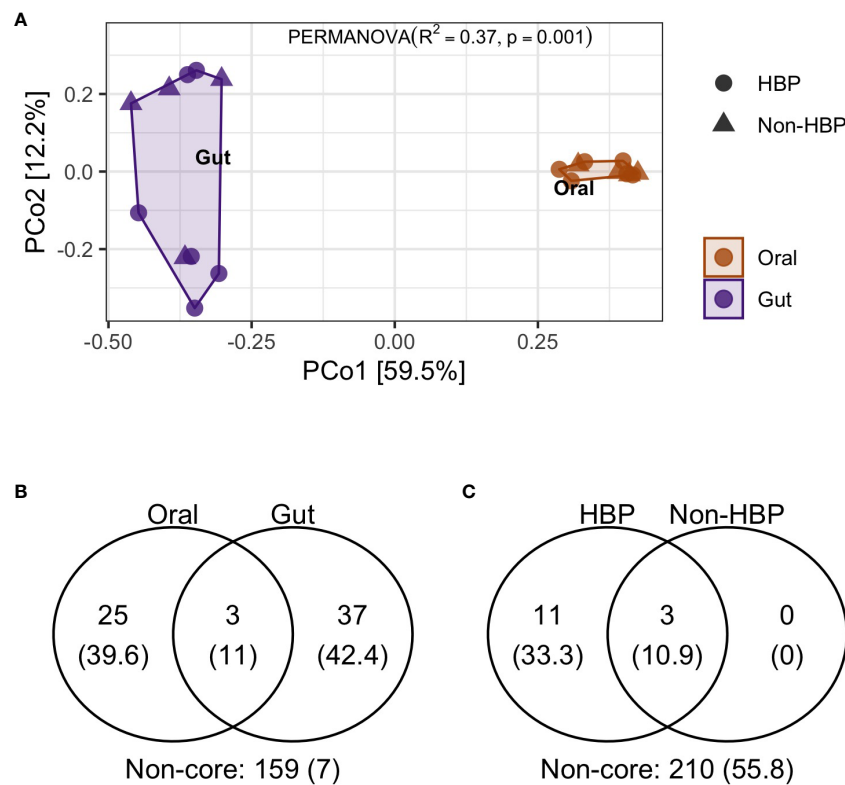 A
PERMANOVA(R² = 0.37, p = 0.001)
0.2
0.0
-0.2
PCo2 [12.2%]
Gut
Oral
-0.50
-0.25
0.00
0.25
PCo1 [59.5%]
HBP
Non-HBP
Oral
Gut
B
Oral
Gut
25
(39.6)
3
(11)
37
(42.4)
Non-core: 159 (7)
C
HBP
Non-HBP
11
(33.3)
3
(10.9)
0
(0)
Non-core: 210 (55.8)